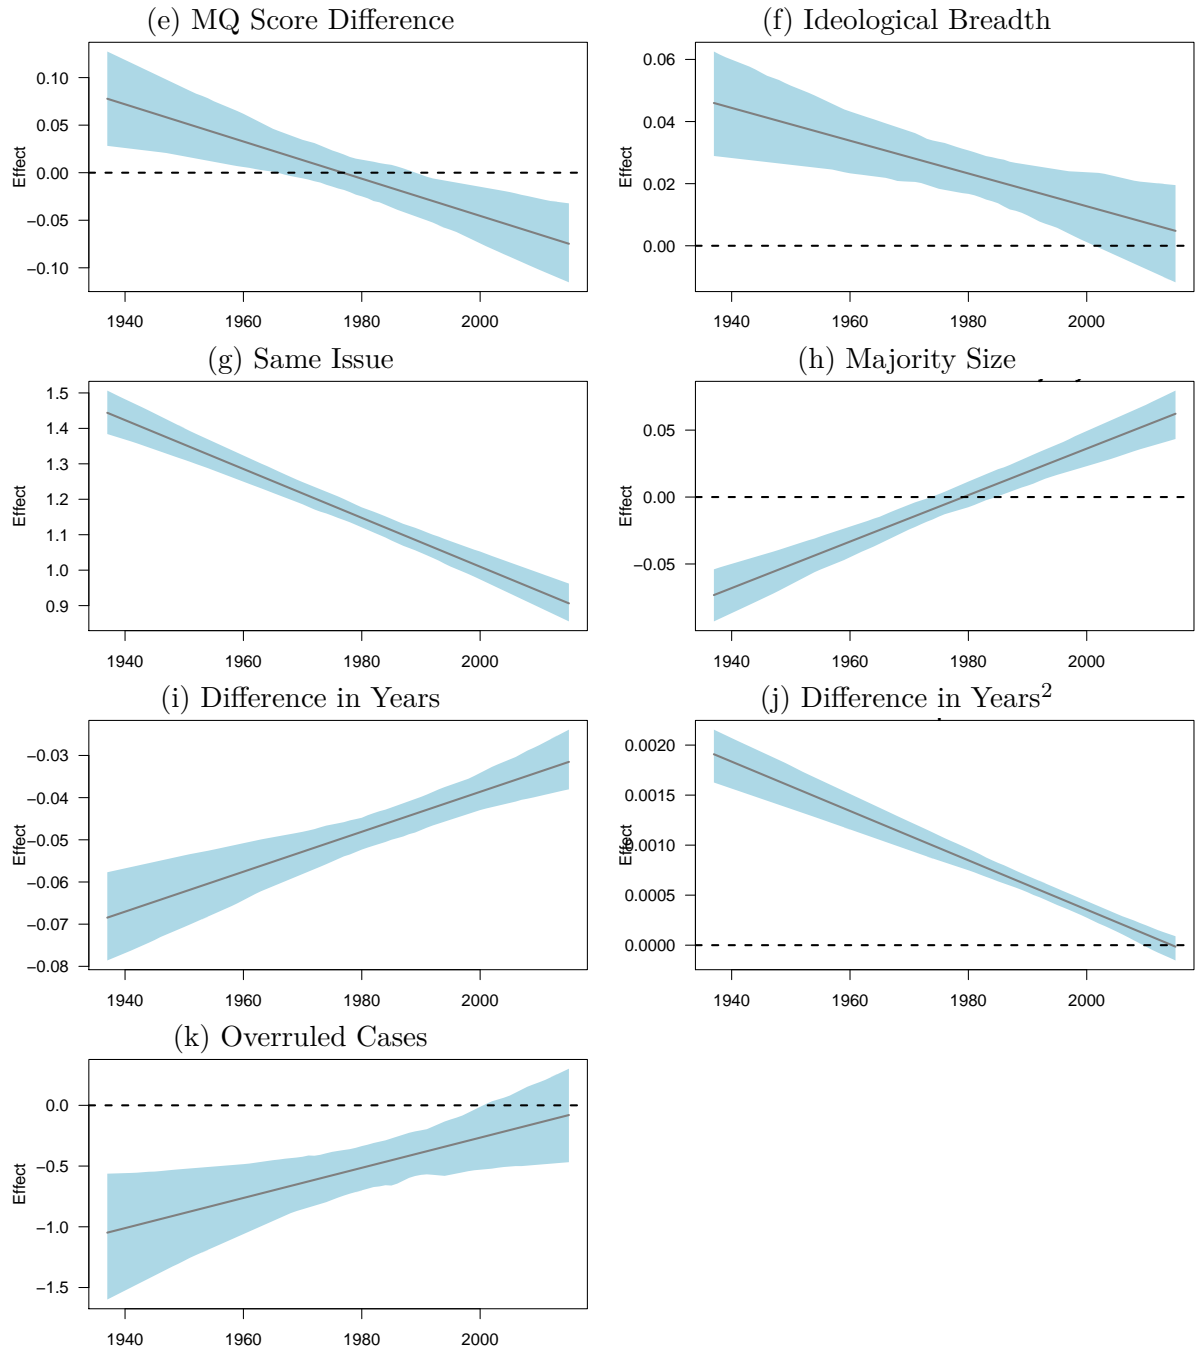 (e) MQ Score Difference
(f) Ideological Breadth
0.10
0.05
0.00
−0.05
−0.10
Effect
1940 1960 1980 2000
0.06
0.04
0.02
0.00
Effect
1940 1960 1980 2000
(g) Same Issue
(h) Majority Size
1.5
1.4
1.3
1.2
1.1
1.0
0.9
Effect
1940 1960 1980 2000
0.05
0.00
−0.05
Effect
1940 1960 1980 2000
(i) Difference in Years
(j) Difference in Years²
−0.03
−0.04
−0.05
−0.06
−0.07
−0.08
Effect
1940 1960 1980 2000
0.0020
0.0015
0.0010
0.0005
0.0000
Effect
1940 1960 1980 2000
(k) Overruled Cases
0.0
−0.5
−1.0
−1.5
Effect
1940 1960 1980 2000